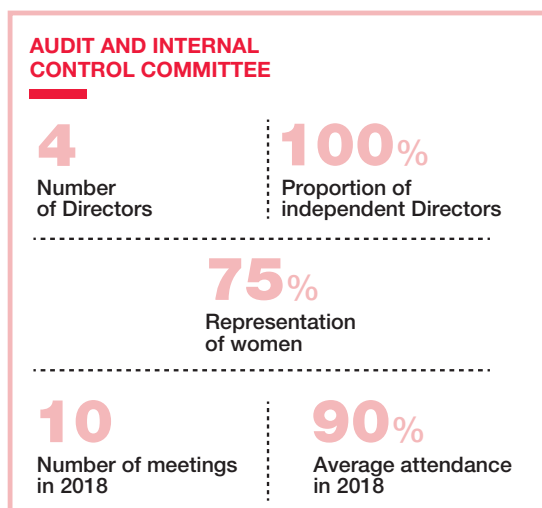 AUDIT AND INTERNAL
CONTROL COMMITTEE
4
Number
of Directors
100%
Proportion of
independent Directors
75%
Representation
of women
10
Number of meetings
in 2018
90%
Average attendance
in 2018